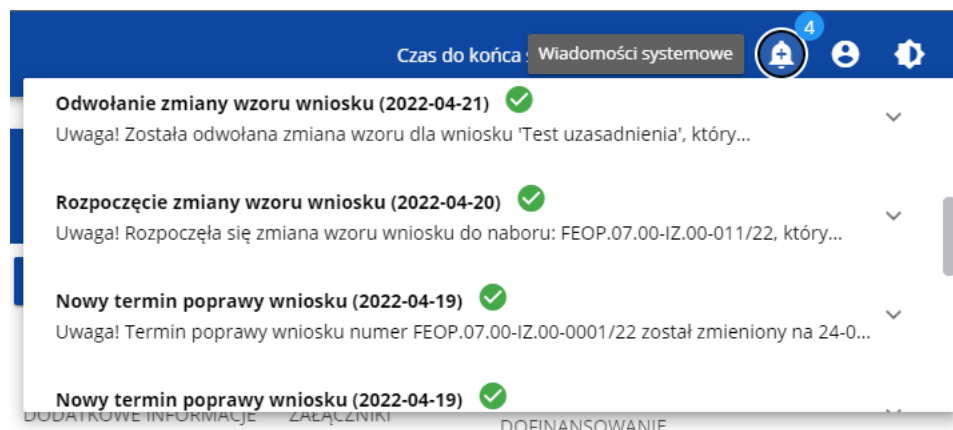 4
Czas do końca
Wiadomości systemowe
Odwołanie zmiany wzoru wniosku (2022-04-21)
Uwaga! Została odwołana zmiana wzoru dla wniosku 'Test uzasadnienia', który...
Rozpoczęcie zmiany wzoru wniosku (2022-04-20)
Uwaga! Rozpoczęła się zmiana wzoru wniosku do naboru: FEOP.07.00-IZ.00-011/22, który...
Nowy termin poprawy wniosku (2022-04-19)
Uwaga! Termin poprawy wniosku numer FEOP.07.00-IZ.00-0001/22 został zmieniony na 24-0...
Nowy termin poprawy wniosku (2022-04-19)
DODATKOWE INFORMACJE ZAŁĄCZNIKI
DOFINANSOWANIE